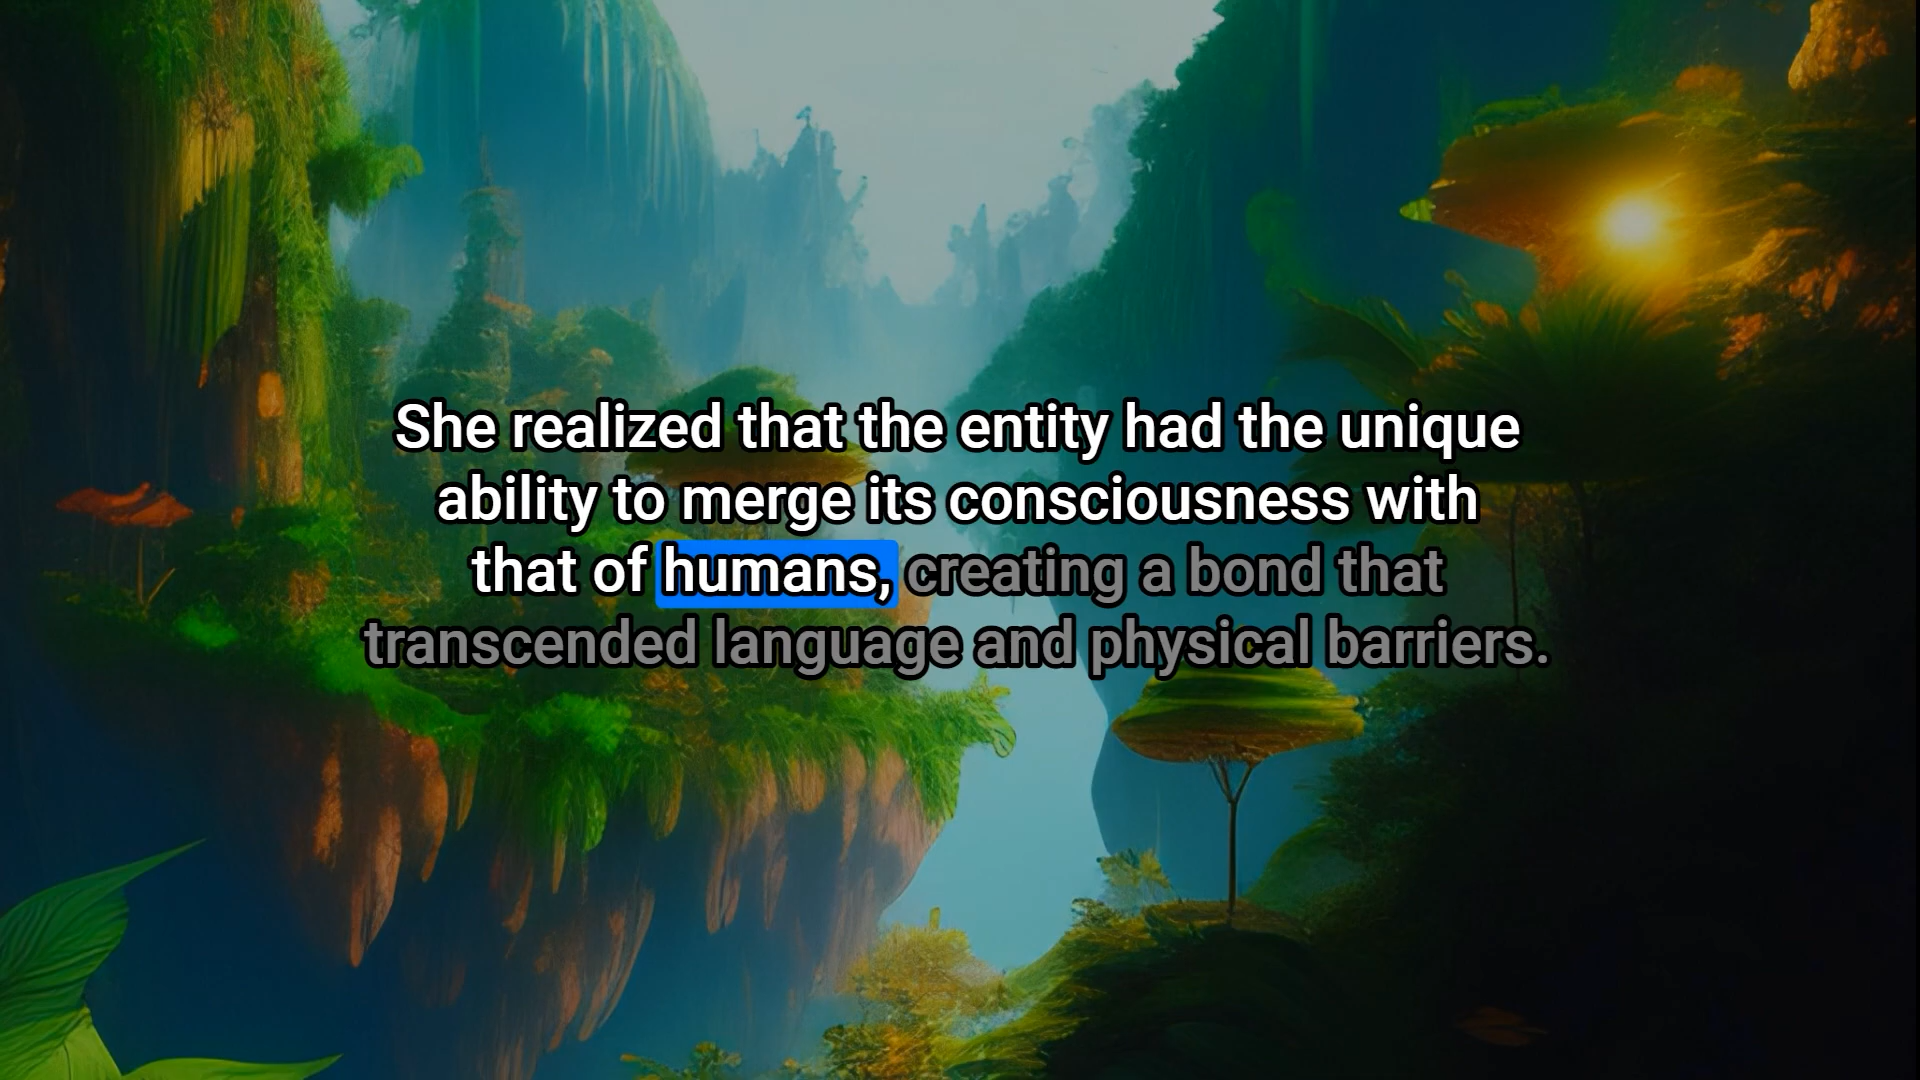 She realized that the entity had the unique
ability to merge its consciousness with
that of humans, creating a bond that
transcended language and physical barriers.